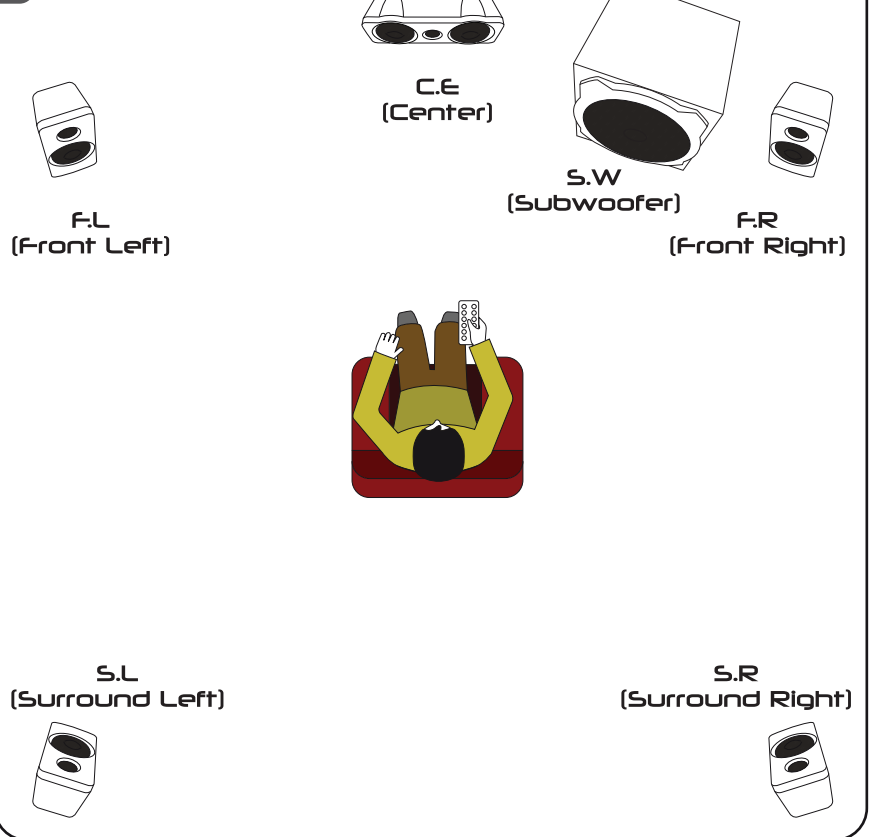 C.E
(Center)
S.W
(Subwoofer)
F.L
(Front Left)
F.R
(Front Right)
S.L
(Surround Left)
S.R
(Surround Right)